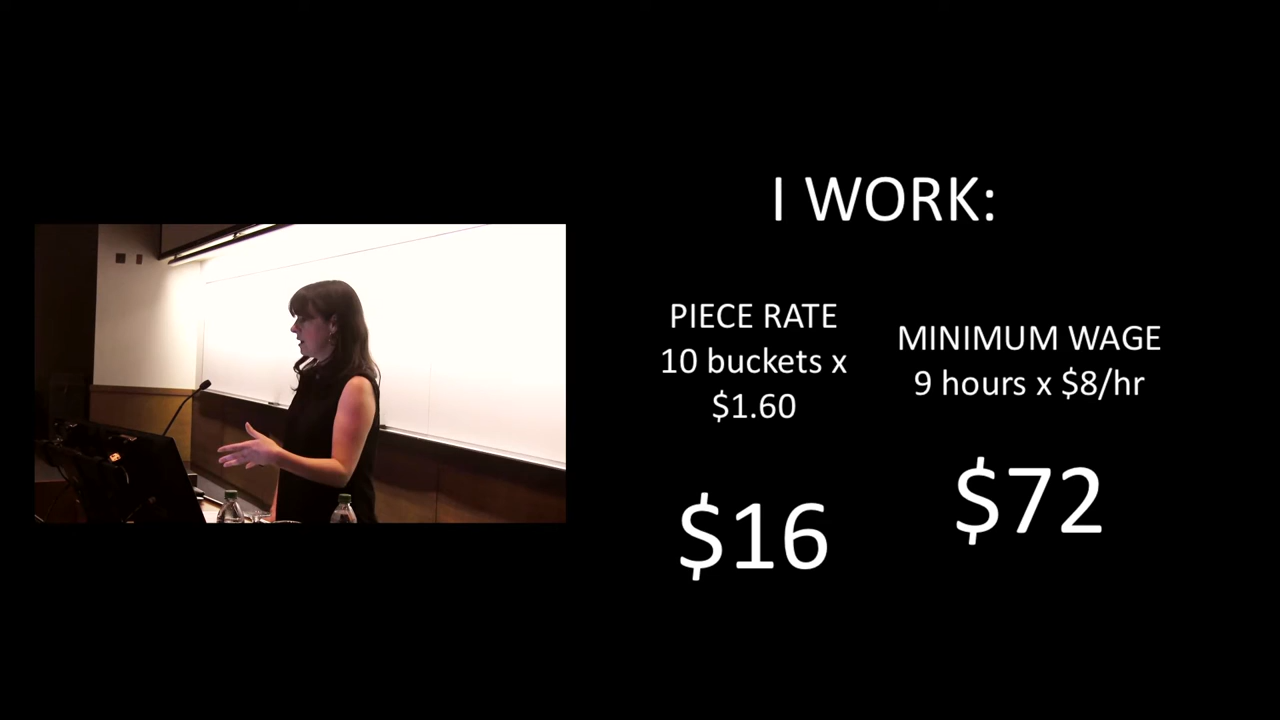 I WORK:
PIECE RATE
10 buckets x
$1.60
$16
MINIMUM WAGE
9 hours x $8/hr
$72